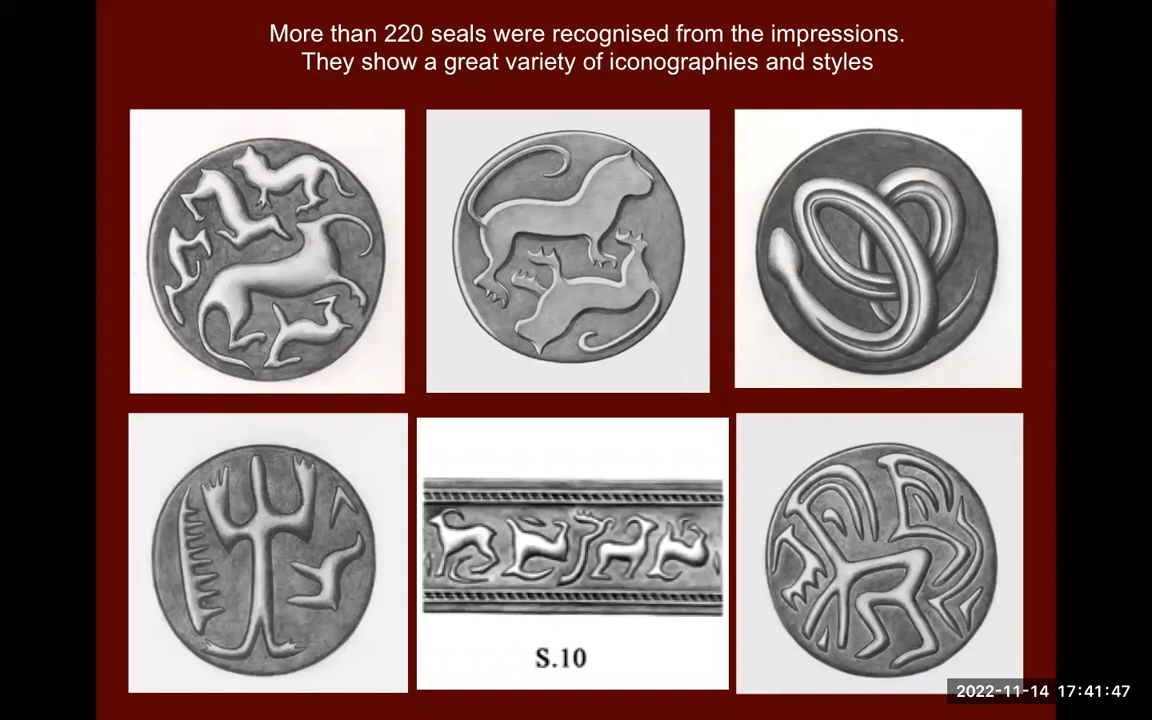 More than 220 seals were recognised from the impressions.
They show a great variety of iconographies and styles
S.10
2022-11-14 17:41:47